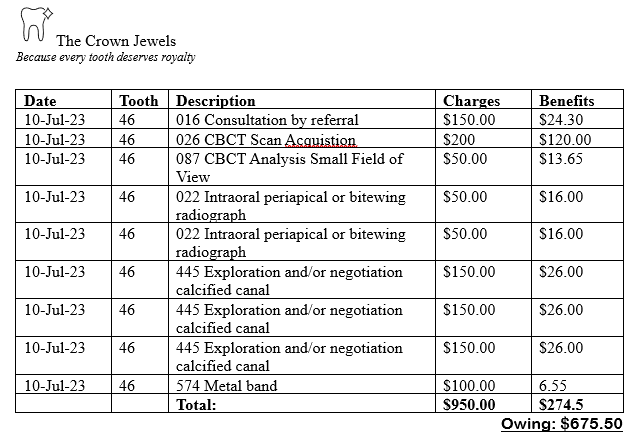 The Crown Jewels
Because every tooth deserves royalty
Date Tooth Description Charges Benefits
10-Jul-23 46 016 Consultation by referral $150.00 $24.30
10-Jul-23 46 026 CBCT Scan Acquistion $200 $120.00
10-Jul-23 46 087 CBCT Analysis Small Field of $50.00 $13.65
View
10-Jul-23 46 022 Intraoral periapical or bitewing $50.00 $16.00
radiograph
10-Jul-23 46 022 Intraoral periapical or bitewing $50.00 $16.00
radiograph
10-Jul-23 46 445 Exploration and/or negotiation $150.00 $26.00
calcified canal
10-Jul-23 46 445 Exploration and/or negotiation $150.00 $26.00
calcified canal
10-Jul-23 46 445 Exploration and/or negotiation $150.00 $26.00
calcified canal
10-Jul-23 46 574 Metal band $100.00 6.55
Total: $950.00 $274.5
Owing: $675.50